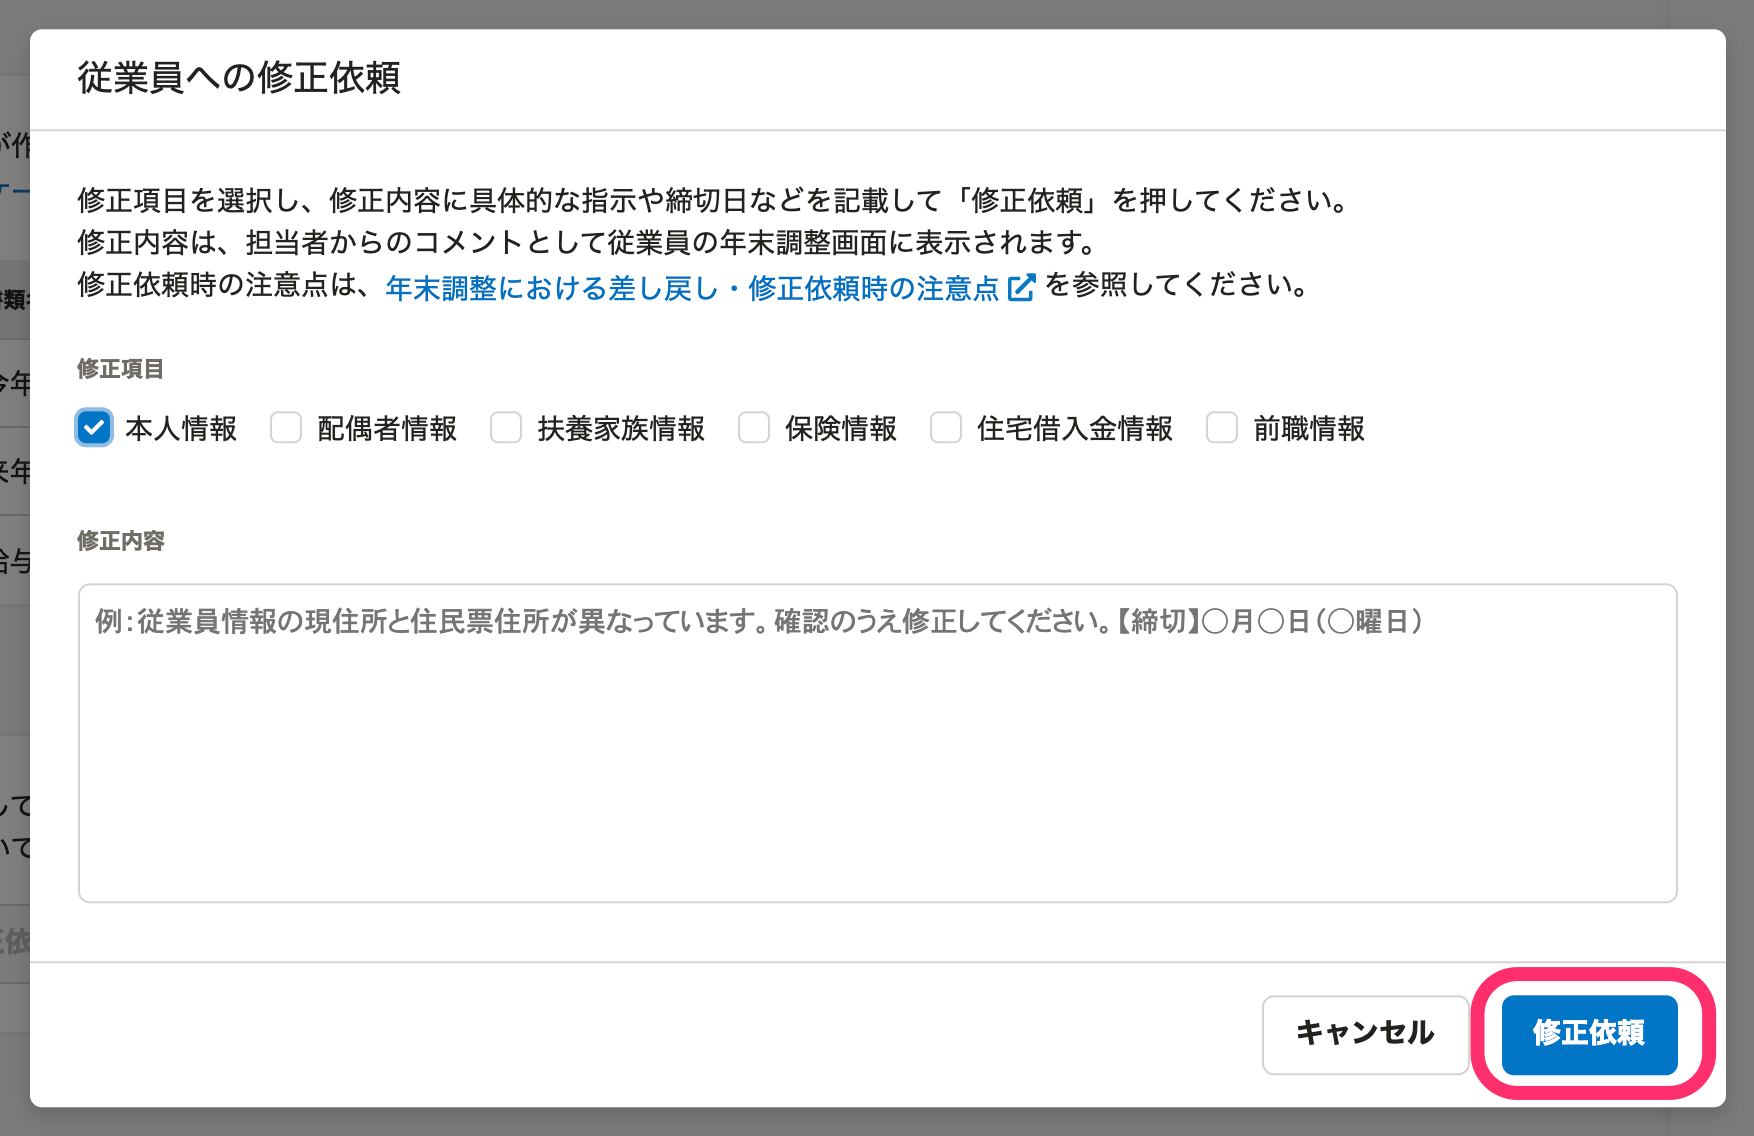 従業員への修正依頼
修正項目を選択し、修正内容に具体的な指示や締切日などを記載して「修正依頼」を押してください。
修正内容は、担当者からのコメントとして従業員の年末調整画面に表示されます。
修正依頼時の注意点は、年末調整における差し戻し・修正依頼時の注意点を参照してください。
修正項目
本人情報 配偶者情報 扶養家族情報 保険情報 住宅借入金情報 前職情報
修正内容
例：従業員情報の現住所と住民票住所が異なっています。確認のうえ修正してください。【締切】○月○日（○曜日）
キャンセル 修正依頼